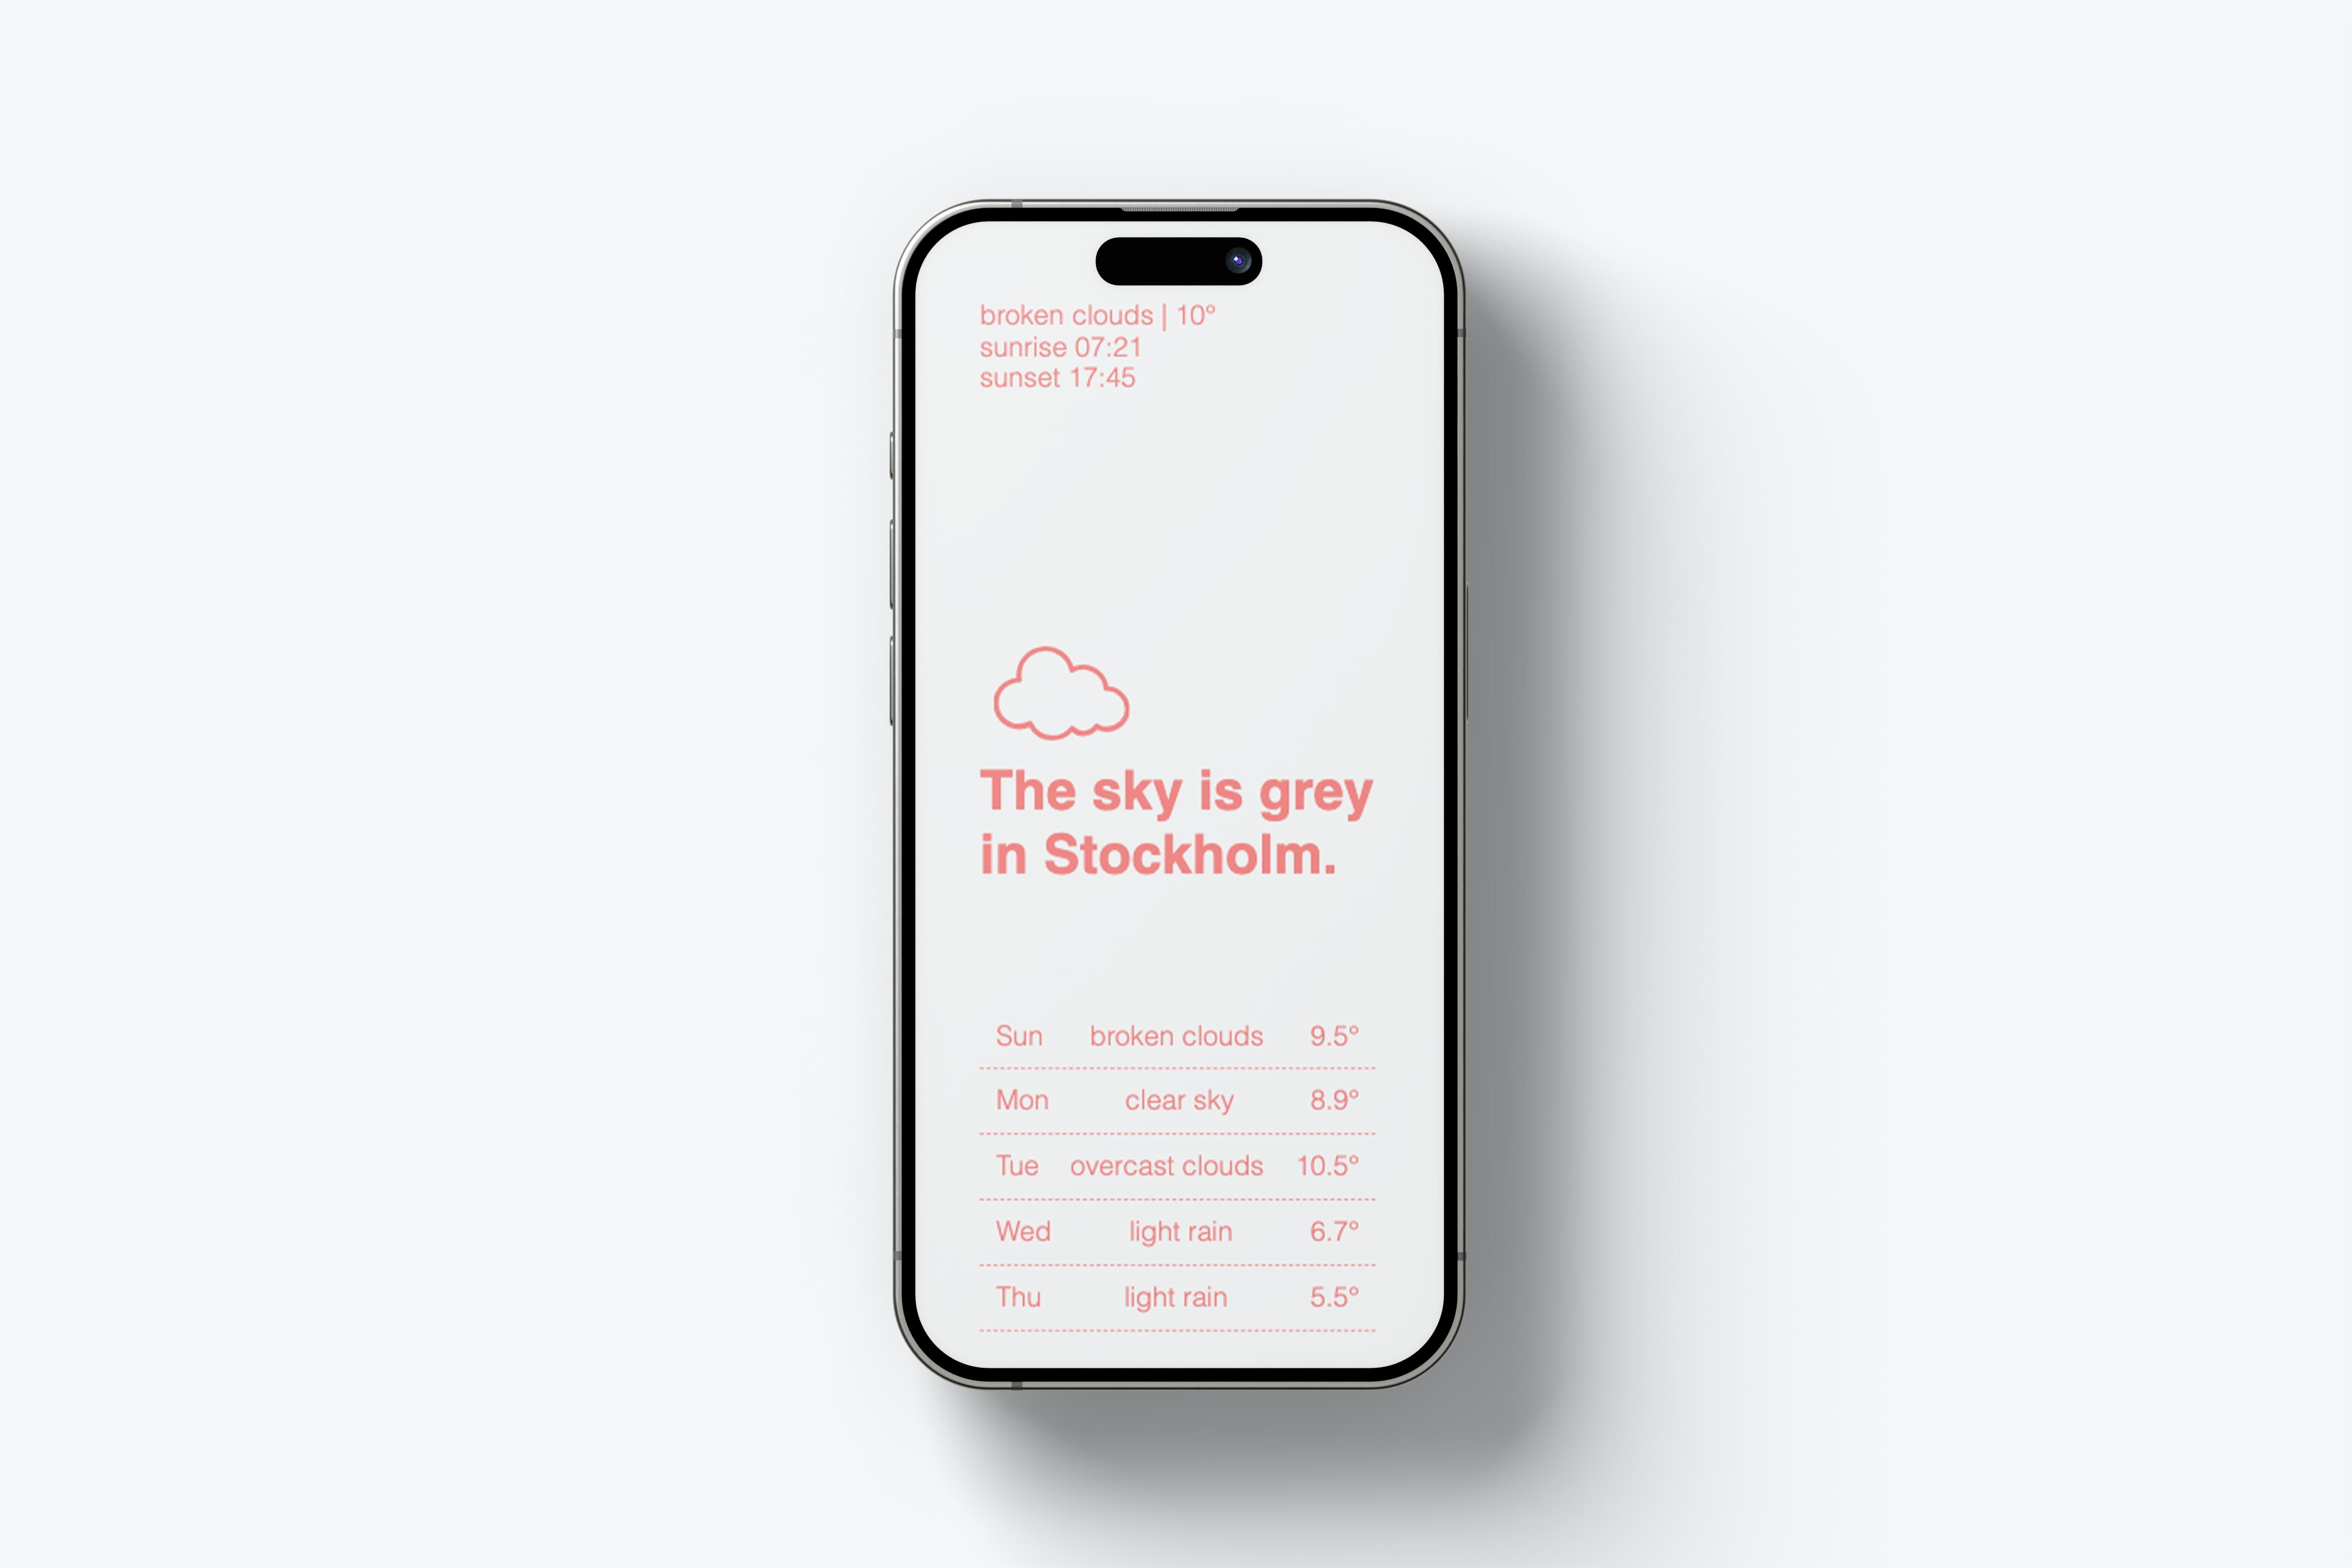 broken clouds | 10°
sunrise 07:21
sunset 17:45
The sky is grey
in Stockholm.
Sun broken clouds 9.5°
Mon clear sky 8.9°
Tue overcast clouds 10.5°
Wed light rain 6.7°
Thu light rain 5.5°